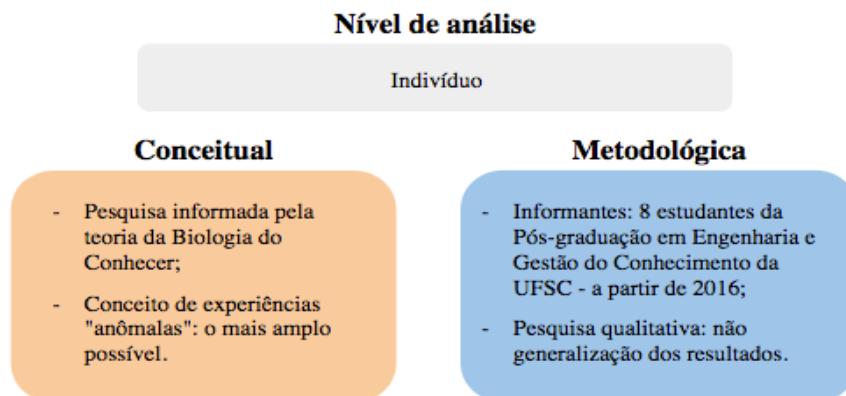 Nível de análise
Indivíduo
Conceitual
- Pesquisa informada pela
teoria da Biologia do
Conhecer;
- Conceito de experiências
"anômalas": o mais amplo
possível.
Metodológica
- Informantes: 8 estudantes da
Pós-graduação em Engenharia e
Gestão do Conhecimento da
UFSC - a partir de 2016;
- Pesquisa qualitativa: não
generalização dos resultados.